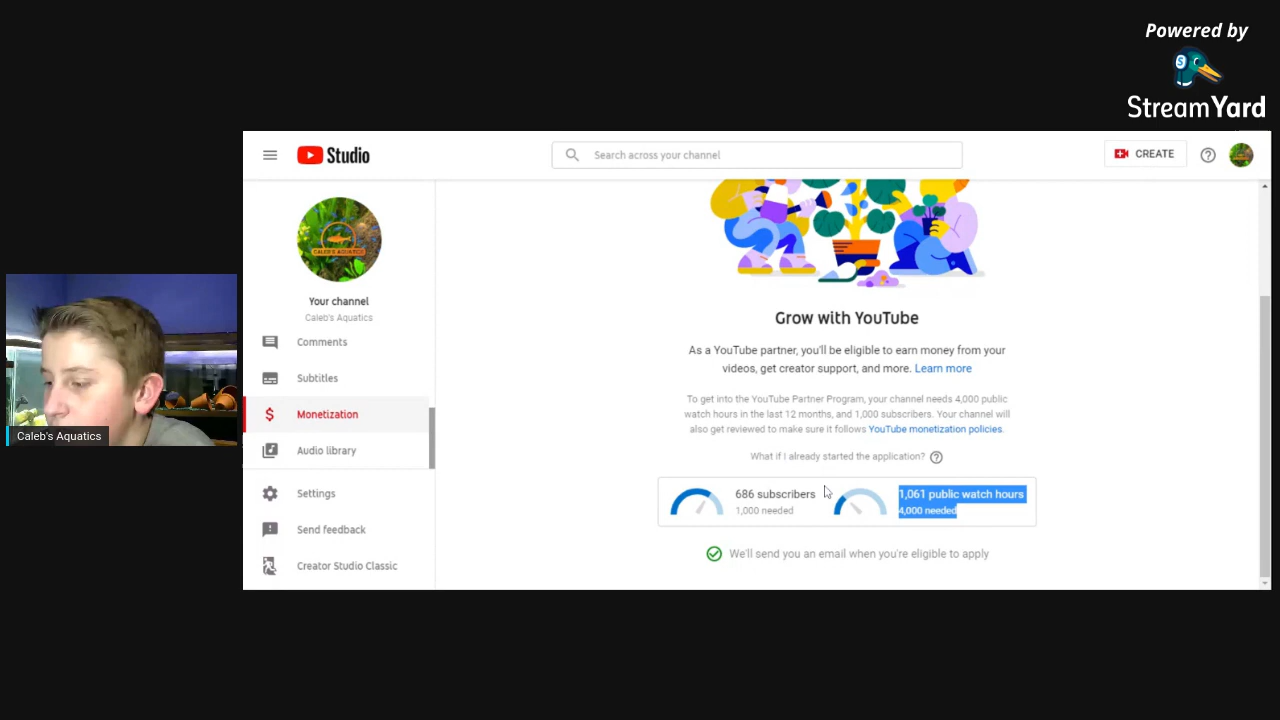 Powered by
StreamYard
Studio
Search across your channel
CREATE
CALEB'S AQUATICS
Your channel
Caleb's Aquatics
Comments
Subtitles
Monetization
Audio library
Settings
Send feedback
Creator Studio Classic
Grow with YouTube
As a YouTube partner, you'll be eligible to earn money from your
videos, get creator support, and more. Learn more
To get into the YouTube Partner Program, your channel needs 4,000 public
watch hours in the last 12 months, and 1,000 subscribers. Your channel will
also get reviewed to make sure it follows YouTube monetization policies.
What if I already started the application?
686 subscribers
1,000 needed
1,061 public watch hours
4,000 needed
We'll send you an email when you're eligible to apply
Caleb's Aquatics